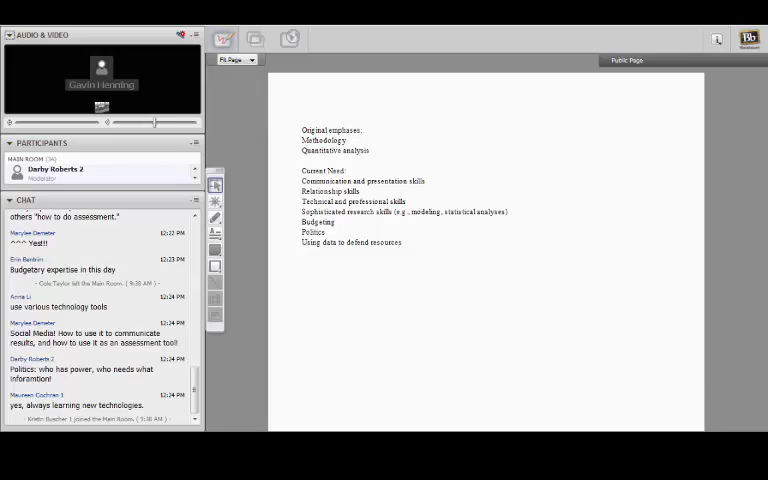 AUDIO & VIDEO
Gavin Henning
PARTICIPANTS
MAIN ROOM (34)
Darby Roberts 2
Moderator
CHAT
others "how to do assessment."
Marylee Demeter 12:22 PM
^^^ Yes!!!
Erin Bentrim 12:23 PM
Budgetary expertise in this day
- Cole Taylor left the Main Room. ( 9:38 AM ) -
Anna Li 12:24 PM
use various technology tools
Marylee Demeter 12:24 PM
Social Media! How to use it to communicate
results, and how to use it as an assessment tool!
Darby Roberts 2 12:24 PM
Politics: who has power, who needs what
inforamtion!
Maureen Cochran 1 12:24 PM
yes, always learning new technologies.
- Kristin Buscher 1 joined the Main Room. ( 9:38 AM ) -
Fit Page
Public Page
Bb
Original emphases:
Methodology
Quantitative analysis
Current Need:
Communication and presentation skills
Relationship skills
Technical and professional skills
Sophisticated research skills (e.g., modeling, statistical analyses)
Budgeting
Politics
Using data to defend resources